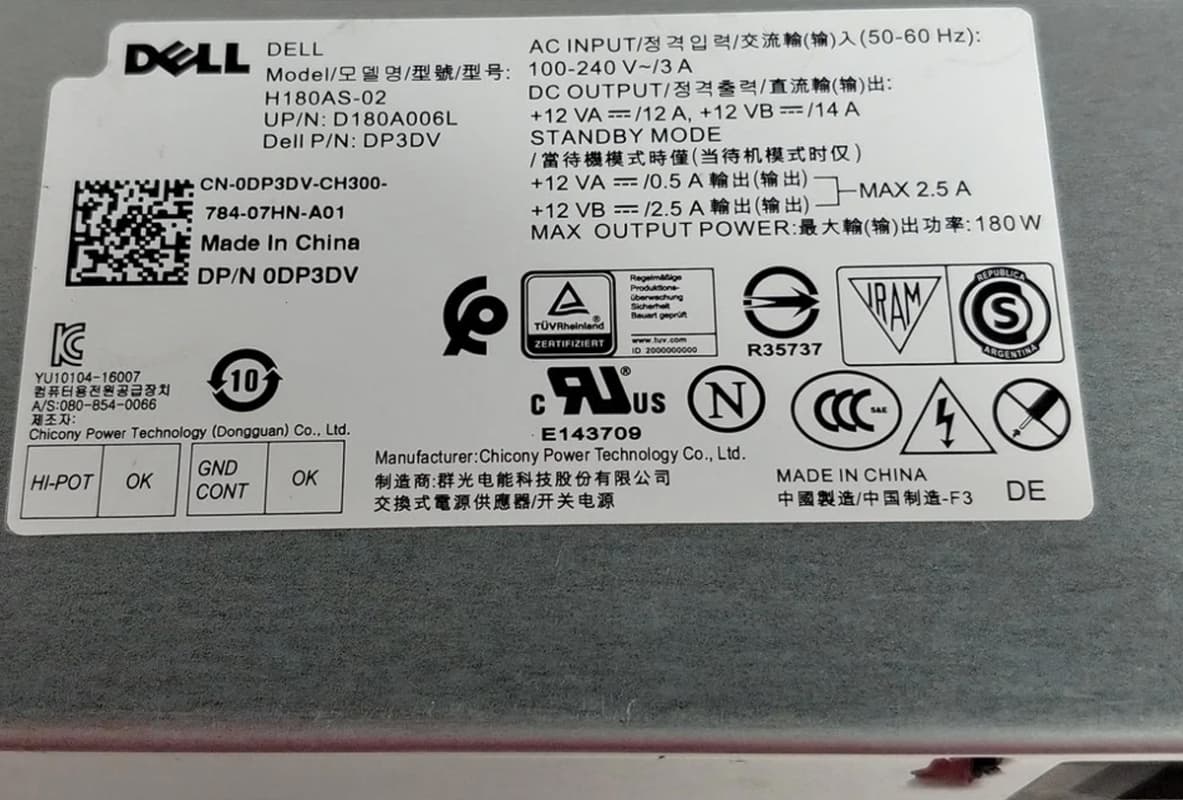 DELL DELL
Model/모델명/型號/型号:
H180AS-02
UP/N: D180A006L
Dell P/N: DP3DV
CN-0DP3DV-CH300-
784-07HN-A01
Made In China
DP/N 0DP3DV
AC INPUT/정격입력/交流輸(输)入(50-60 Hz):
100-240 V~/3 A
DC OUTPUT/정격출력/直流輸(输)出:
+12 VA ⎓/12 A, +12 VB ⎓/14 A
STANDBY MODE
/當待機模式時僅(当待机模式时仅)
+12 VA ⎓/0.5 A 輸出(输出)
+12 VB ⎓/2.5 A 輸出(输出)
MAX 2.5 A
MAX OUTPUT POWER:最大輸(输)出功率:180W
KC
YU10104-16007
컴퓨터용전원공급장치
A/S:080-854-0066
제조자:
Chicony Power Technology (Dongguan) Co., Ltd.
10
HI-POT OK
GND CONT OK
TÜVRheinland®
ZERTIFIZIERT
Regelmäßige
Produktions-
überwachung
Sicherheit
Bauart geprüft
www.tuv.com
ID 2000000000
R35737
IRAM
REPUBLICA
S
ARGENTINA
C RU® US
E143709
N
CCC S&E
Manufacturer:Chicony Power Technology Co., Ltd.
制造商:群光电能科技股份有限公司
交換式電源供應器/开关电源
MADE IN CHINA
中國製造/中国制造-F3
DE